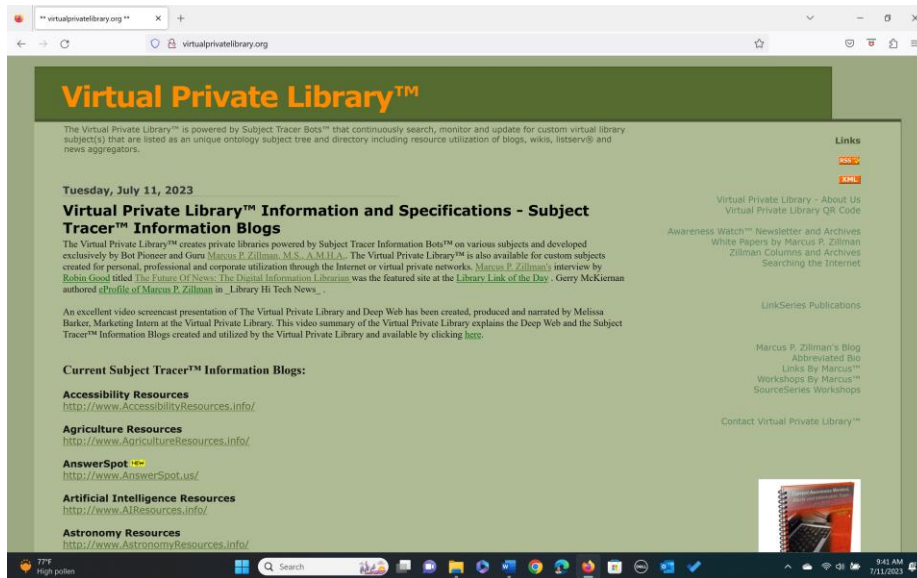 ** virtualprivatelibrary.org **
virtualprivatelibrary.org
Virtual Private Library™
The Virtual Private Library™ is powered by Subject Tracer Bots™ that continuously search, monitor and update for custom virtual library
subject(s) that are listed as an unique ontology subject tree and directory including resource utilization of blogs, wikis, listserv® and
news aggregators.
Tuesday, July 11, 2023
Virtual Private Library™ Information and Specifications - Subject
Tracer™ Information Blogs
The Virtual Private Library™ creates private libraries powered by Subject Tracer Information Bots™ on various subjects and developed
exclusively by Bot Pioneer and Guru Marcus P. Zillman, M.S., A.M.H.A.. The Virtual Private Library™ is also available for custom subjects
created for personal, professional and corporate utilization through the Internet or virtual private networks. Marcus P. Zillman's interview by
Robin Good titled The Future Of News: The Digital Information Librarian was the featured site at the Library Link of the Day . Gerry McKiernan
authored eProfile of Marcus P. Zillman in _Library Hi Tech News_ .
An excellent video screencast presentation of The Virtual Private Library and Deep Web has been created, produced and narrated by Melissa
Barker, Marketing Intern at the Virtual Private Library. This video summary of the Virtual Private Library explains the Deep Web and the Subject
Tracer™ Information Blogs created and utilized by the Virtual Private Library and available by clicking here.
Current Subject Tracer™ Information Blogs:
Accessibility Resources
http://www.AccessibilityResources.info/
Agriculture Resources
http://www.AgricultureResources.info/
AnswerSpot NEW
http://www.AnswerSpot.us/
Artificial Intelligence Resources
http://www.AIResources.info/
Astronomy Resources
http://www.AstronomyResources.info/
Links
RSS
XML
Virtual Private Library - About Us
Virtual Private Library QR Code
Awareness Watch™ Newsletter and Archives
White Papers by Marcus P. Zillman
Zillman Columns and Archives
Searching the Internet
LinkSeries Publications
Marcus P. Zillman's Blog
Abbreviated Bio
Links By Marcus™
Workshops By Marcus™
SourceSeries Workshops
Contact Virtual Private Library™
77°F
High pollen
Search
9:41 AM
7/11/2023